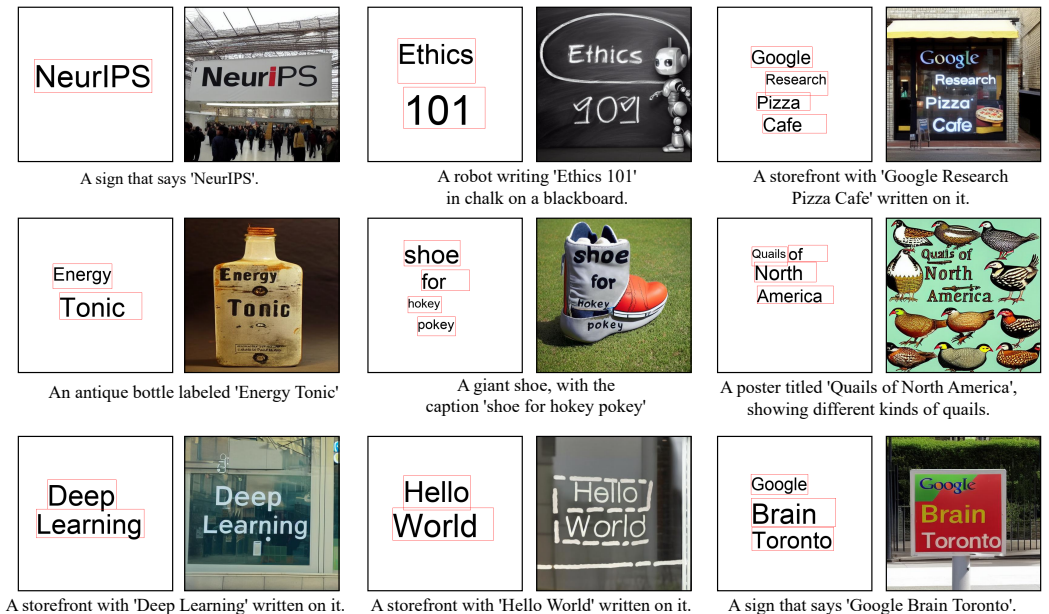 NeurIPS
'NeuriPS
A sign that says 'NeurIPS'.
Ethics
101
Ethics
A robot writing 'Ethics 101'
in chalk on a blackboard.
Google
Research
Pizza
Cafe
Google
Research
Pizza
Cafe
A storefront with 'Google Research
Pizza Cafe' written on it.
Energy
Tonic
Energy
Tonic
An antique bottle labeled 'Energy Tonic'
shoe
for
hokey
pokey
shoe
for
Hokey
pokey
A giant shoe, with the
caption 'shoe for hokey pokey'
Quails of
North
America
Quails of
North
America
A poster titled 'Quails of North America',
showing different kinds of quails.
Deep
Learning
Deep
Learning
A storefront with 'Deep Learning' written on it.
Hello
World
Hello
World
A storefront with 'Hello World' written on it.
Google
Brain
Toronto
Google
Brain
Toronto
A sign that says 'Google Brain Toronto'.